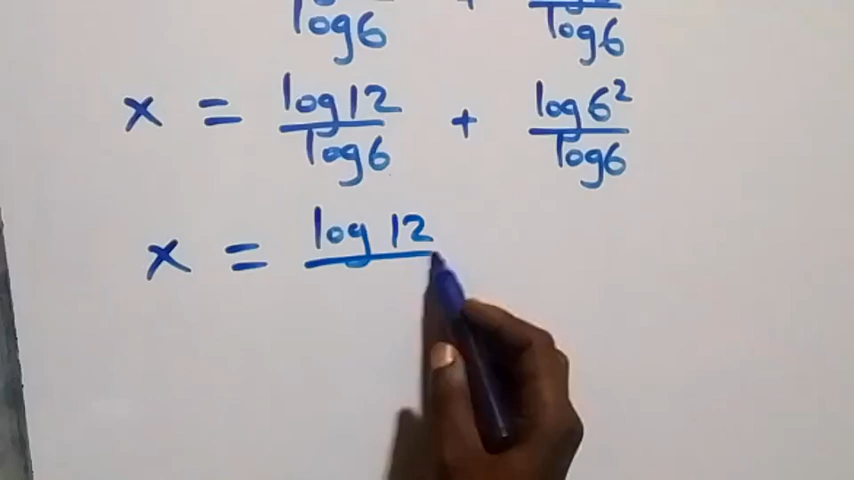 log6 + log6
x = log12/log6 + log6²/log6
x = log 12